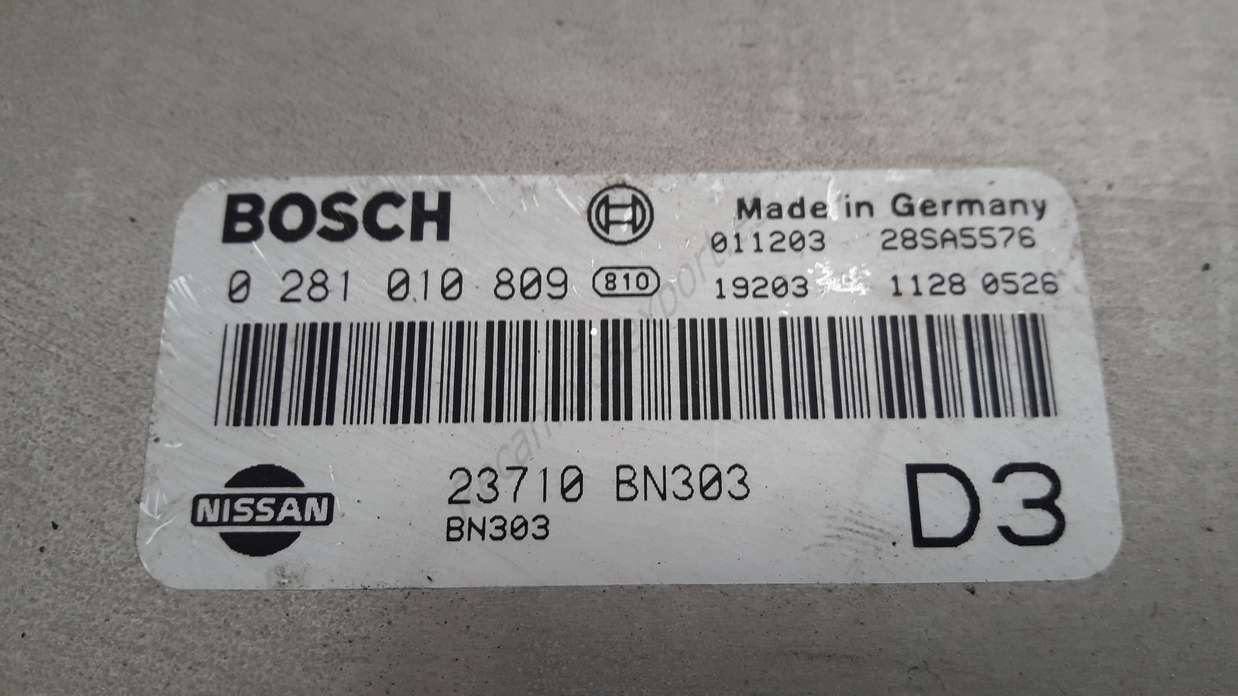 BOSCH
Made in Germany
011203 28SA5576
0 281 010 809 810
19203 1128 0526
NISSAN
23710 BN303
BN303
D3